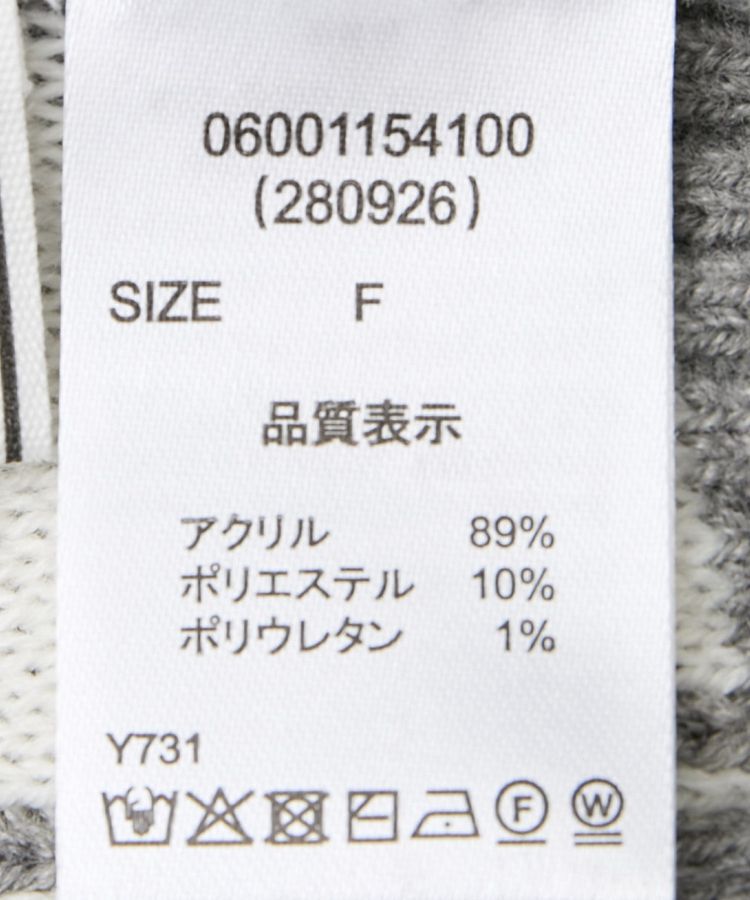 06001154100
(280926)
SIZE F
品質表示
アクリル 89%
ポリエステル 10%
ポリウレタン 1%
Y731
F W